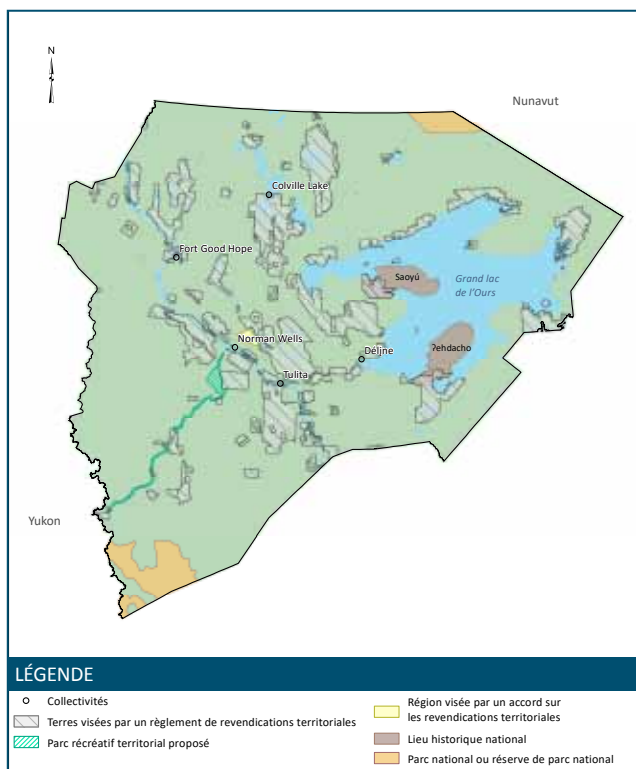 N
Nunavut
Colville Lake
Fort Good Hope
Saoyú
Grand lac
de l'Ours
Norman Wells
Déljne
Ɂehdacho
Tulita
Yukon
LÉGENDE
Collectivités
Terres visées par un règlement de revendications territoriales
Parc récréatif territorial proposé
Région visée par un accord sur
les revendications territoriales
Lieu historique national
Parc national ou réserve de parc national